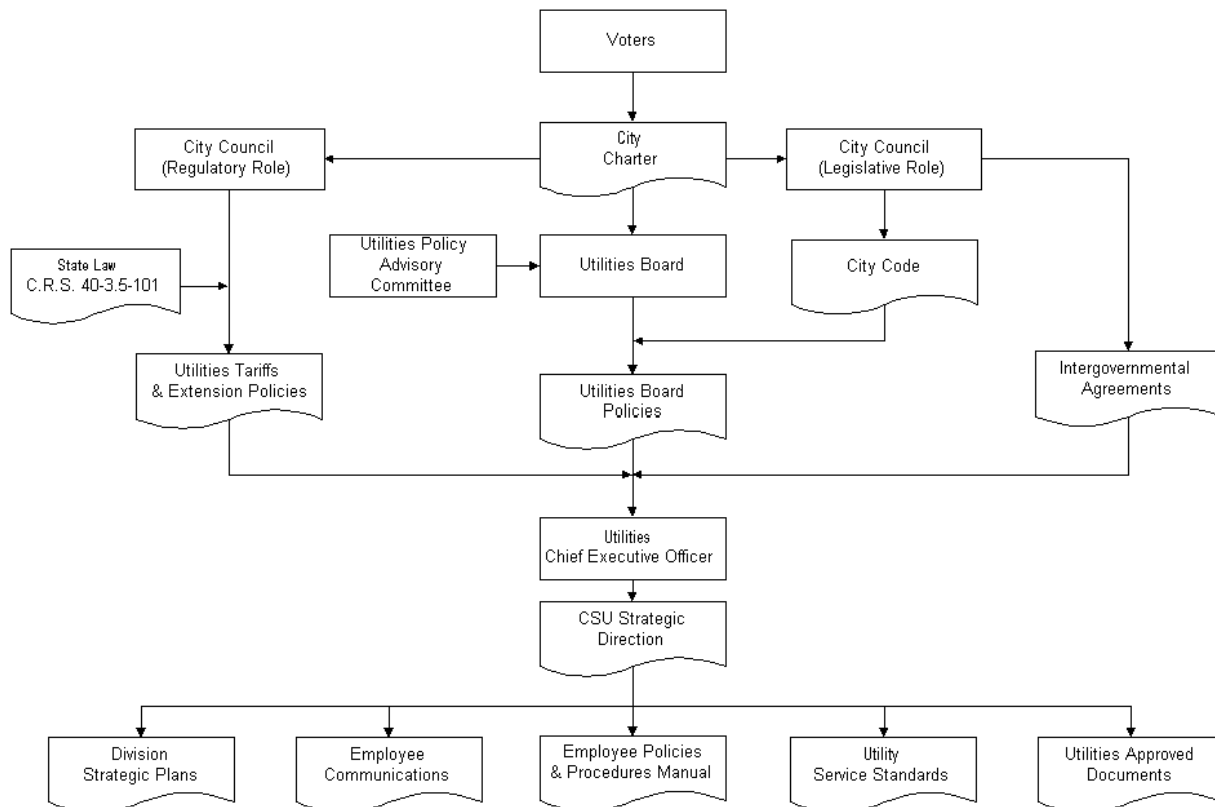 Voters
City Council
(Regulatory Role)
City
Charter
City Council
(Legislative Role)
State Law
C.R.S. 40-3.5-101
Utilities Policy
Advisory
Committee
Utilities Board
City Code
Utilities Tariffs
& Extension Policies
Utilities Board
Policies
Intergovernmental
Agreements
Utilities
Chief Executive Officer
CSU Strategic
Direction
Division
Strategic Plans
Employee
Communications
Employee Policies
& Procedures Manual
Utility
Service Standards
Utilities Approved
Documents